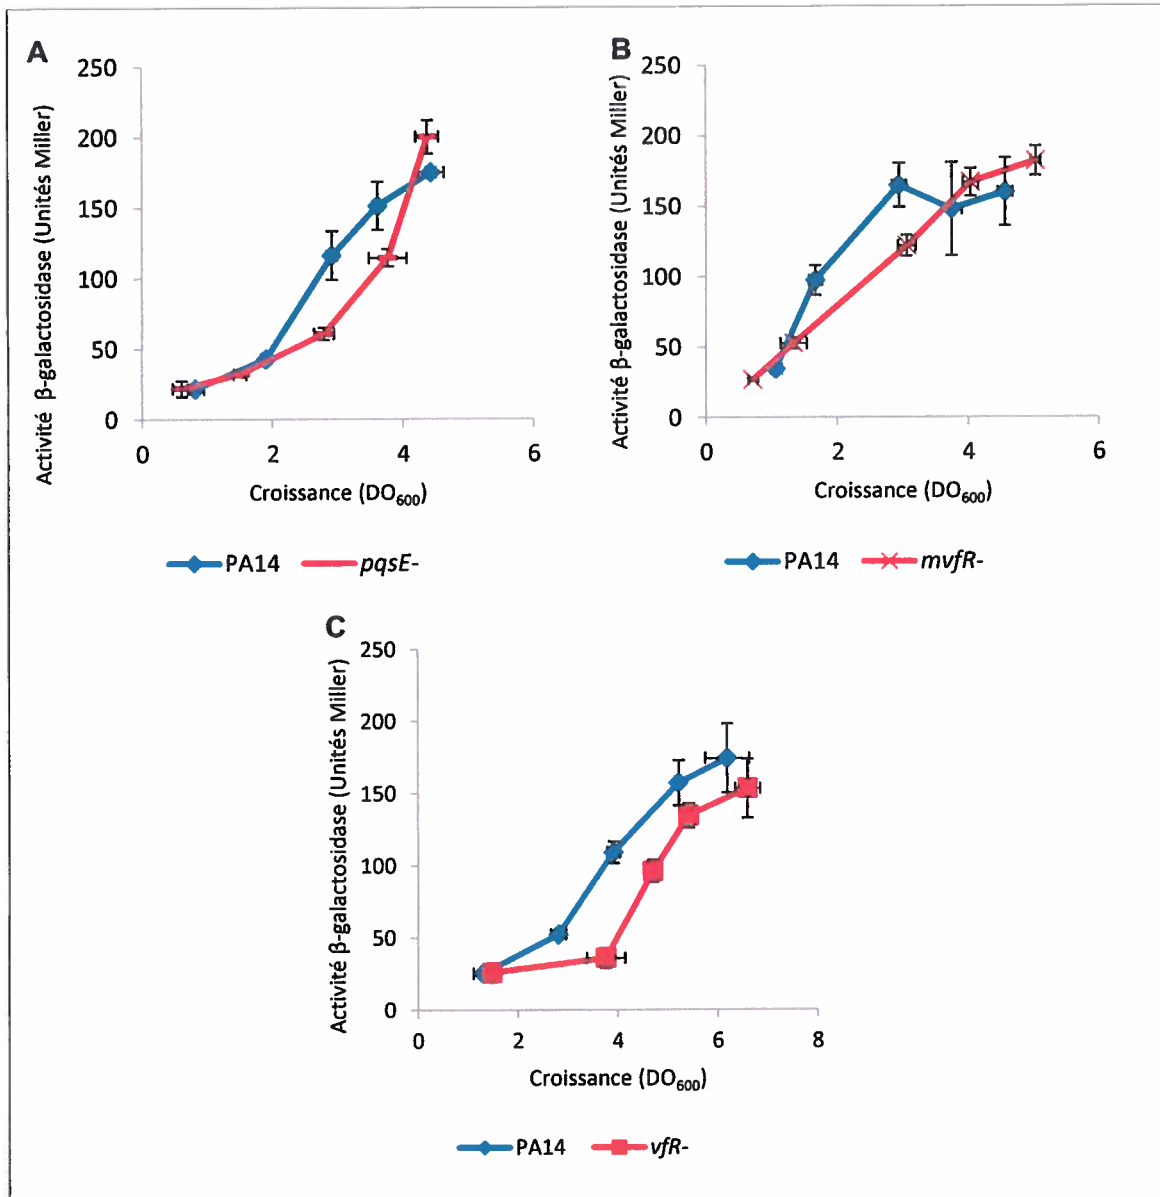 A
Activité β-galactosidase (Unités Miller)
250
200
150
100
50
0
0 2 4 6
Croissance (DO600)
PA14 pqsE-
B
Activité β-galactosidase (Unités Miller)
250
200
150
100
50
0
0 2 4 6
Croissance (DO600)
PA14 mvfR-
C
Activité β-galactosidase (Unités Miller)
250
200
150
100
50
0
0 2 4 6 8
Croissance (DO600)
PA14 vfR-